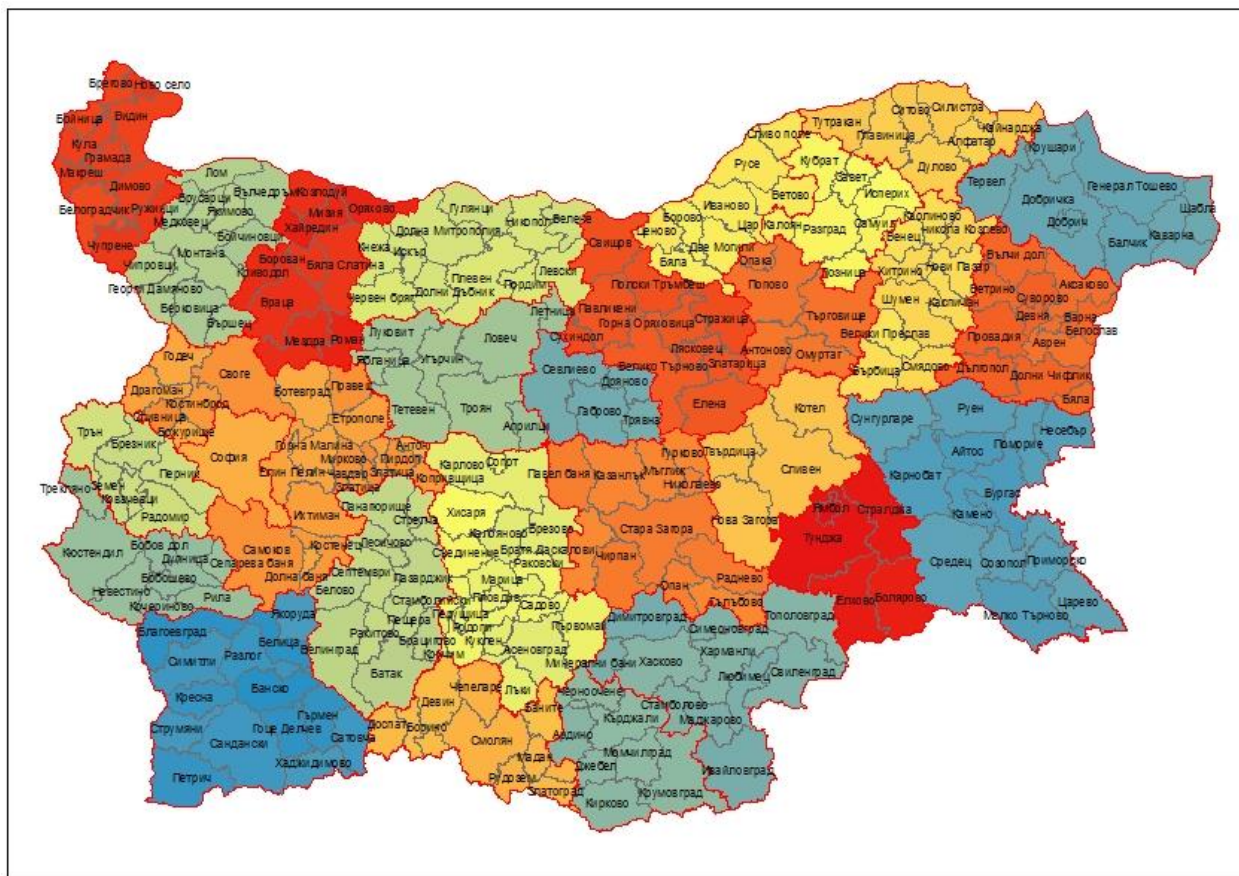 Брегово
Ново село
Бойница
Видин
Кула
Грамада
Макреш
Димово
Белоградчик
Ружинци
Чупрене
Лом
Брусарци
Вълчедръм
Медковец
Якимово
Бойчиновци
Монтана
Чипровци
Георги Дамяново
Берковица
Вършец
Козлодуй
Мизия
Оряхово
Хайредин
Борован
Бяла Слатина
Криводол
Враца
Мездра
Роман
Гулянци
Никопол
Белене
Долна Митрополия
Кнежа
Искър
Плевен
Левски
Пордим
Червен бряг
Долни Дъбник
Летница
Луковит
Ловеч
Ябланица
Угърчин
Тетевен
Троян
Априлци
Свищов
Полски Тръмбеш
Павликени
Горна Оряховица
Стражица
Сухиндол
Лясковец
Велико Търново
Златарица
Елена
Севлиево
Дряново
Габрово
Трявна
Сливо поле
Русе
Иваново
Борово
Ценово
Две Могили
Бяла
Ветово
Кубрат
Завет
Исперих
Цар Калоян
Разград
Самуил
Лозница
Тутракан
Ситово
Силистра
Главиница
Кайнарджа
Алфатар
Дулово
Крушари
Тервел
Генерал Тошево
Добричка
Шабла
Добрич
Каварна
Балчик
Каолиново
Венец
Никола Козлево
Хитрино
Нови Пазар
Шумен
Каспичан
Велики Преслав
Смядово
Върбица
Опака
Попово
Търговище
Антоново
Омуртаг
Вълчи дол
Ветрино
Суворово
Аксаково
Девня
Варна
Белослав
Провадия
Аврен
Дългопол
Долни Чифлик
Бяла
Годеч
Своге
Драгоман
Костинброд
Сливница
Божурище
Ботевград
Правец
Етрополе
София
Горна Малина
Мирково
Антон
Пирдоп
Елин Пелин
Чавдар
Златица
Златица
Копривщица
Ихтиман
Самоков
Костенец
Долна баня
Трън
Брезник
Перник
Земен
Ковачевци
Радомир
Трекляно
Кюстендил
Бобов дол
Дупница
Сапарева баня
Бобошево
Невестино
Рила
Кочериново
Благоевград
Якоруда
Белица
Симитли
Разлог
Банско
Кресна
Гърмен
Струмяни
Гоце Делчев
Сатовча
Сандански
Хаджидимово
Петрич
Панагюрище
Стрелча
Лесичово
Септември
Пазарджик
Белово
Пещера
Ракитово
Брацигово
Велинград
Батак
Карлово
Сопот
Хисаря
Калояново
Брезово
Съединение
Братя Даскалови
Раковски
Марица
Стамболийски
Пловдив
Перущица
Садово
Родопи
Първомай
Кричим
Куклен
Асеновград
Лъки
Павел баня
Казанлък
Гурково
Мъглиж
Николаево
Стара Загора
Чирпан
Опан
Раднево
Гълъбово
Котел
Твърдица
Сливен
Нова Загора
Ямбол
Стралджа
Тунджа
Елхово
Болярово
Сунгурларе
Руен
Несебър
Поморие
Айтос
Карнобат
Бургас
Камено
Средец
Созопол
Приморско
Царево
Малко Търново
Димитровград
Симеоновград
Тополовград
Харманли
Минерални бани
Хасково
Свиленград
Любимец
Стамболово
Маджарово
Ивайловград
Черноочене
Кърджали
Ардино
Момчилград
Джебел
Крумовград
Кирково
Доспат
Борино
Девин
Чепеларе
Баните
Смолян
Мадан
Рудозем
Златоград